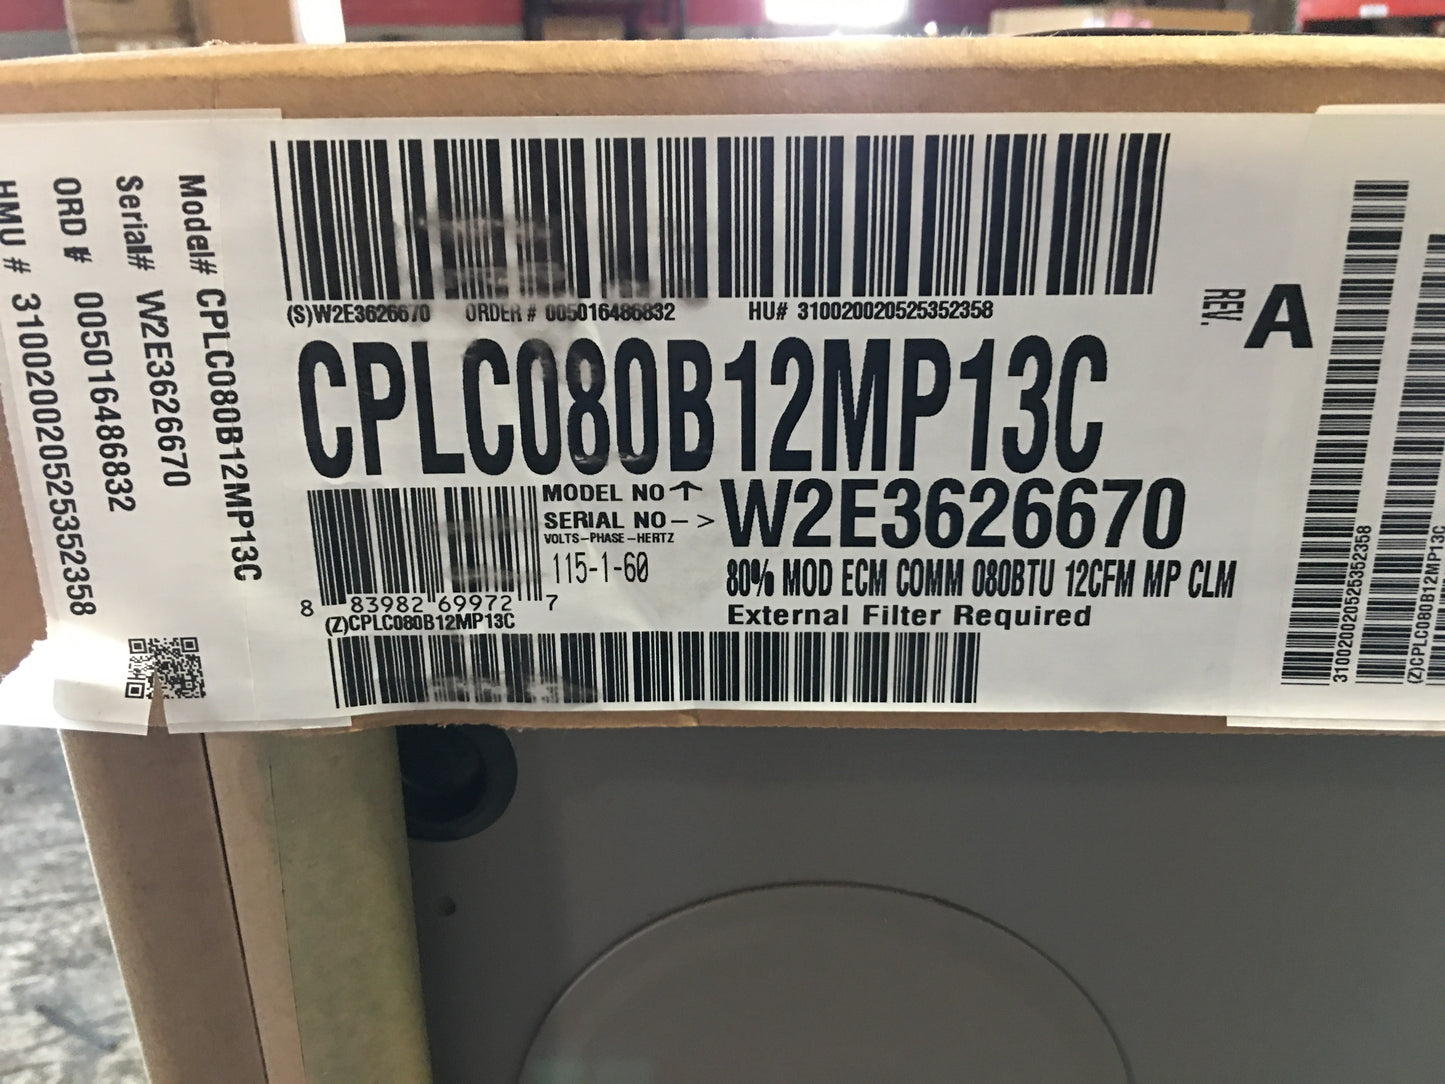 Model# CPLC080B12MP13C
Serial# W2E3626670
ORD # 005016486832
HMU # 310020020525352358
(S)W2E3626670 ORDER # 005016486832 HU# 310020020525352358
REV. A
CPLC080B12MP13C
MODEL NO ↑
SERIAL NO - > W2E3626670
VOLTS-PHASE-HERTZ
115-1-60
80% MOD ECM COMM 080BTU 12CFM MP CLM
External Filter Required
8 83982 69972 7
(Z)CPLC080B12MP13C
310020020525352358
(Z)CPLC080B12MP13C